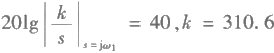 20lg|k/s|_{s=jω₁} = 40, k = 310. 6